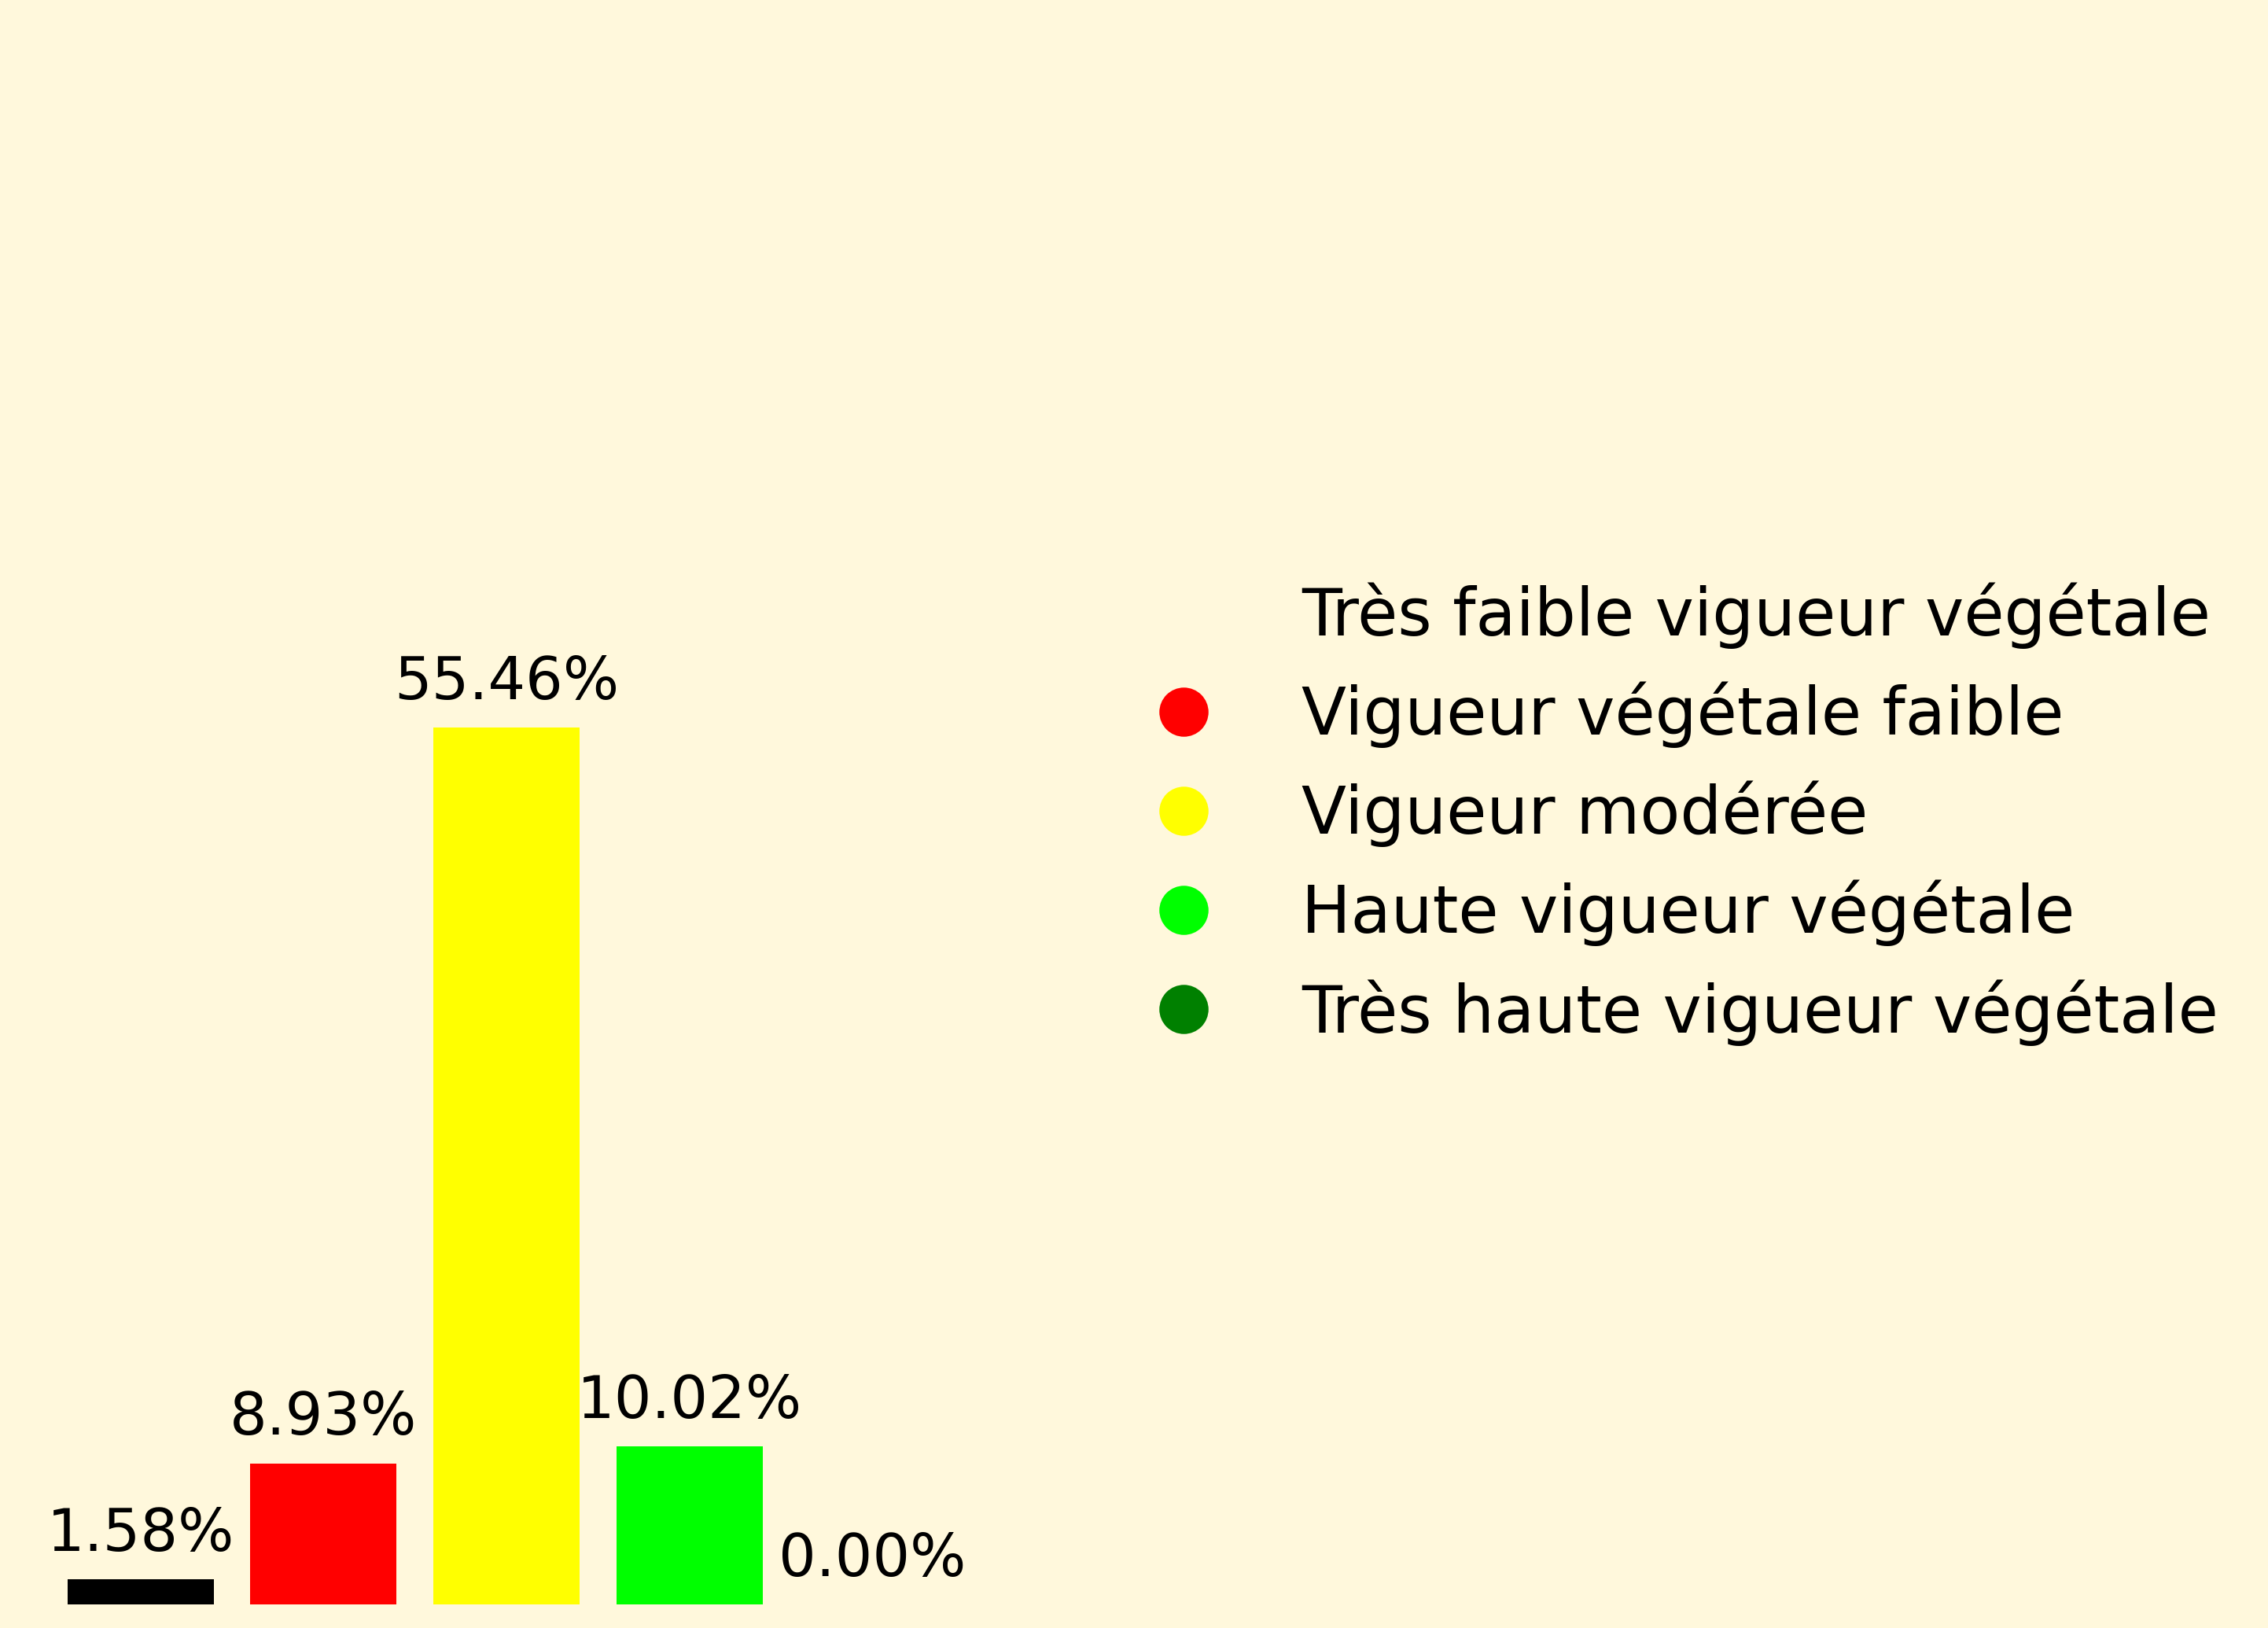 55.46%
10.02%
8.93%
1.58%
0.00%
Très faible vigueur végétale
Vigueur végétale faible
Vigueur modérée
Haute vigueur végétale
Très haute vigueur végétale